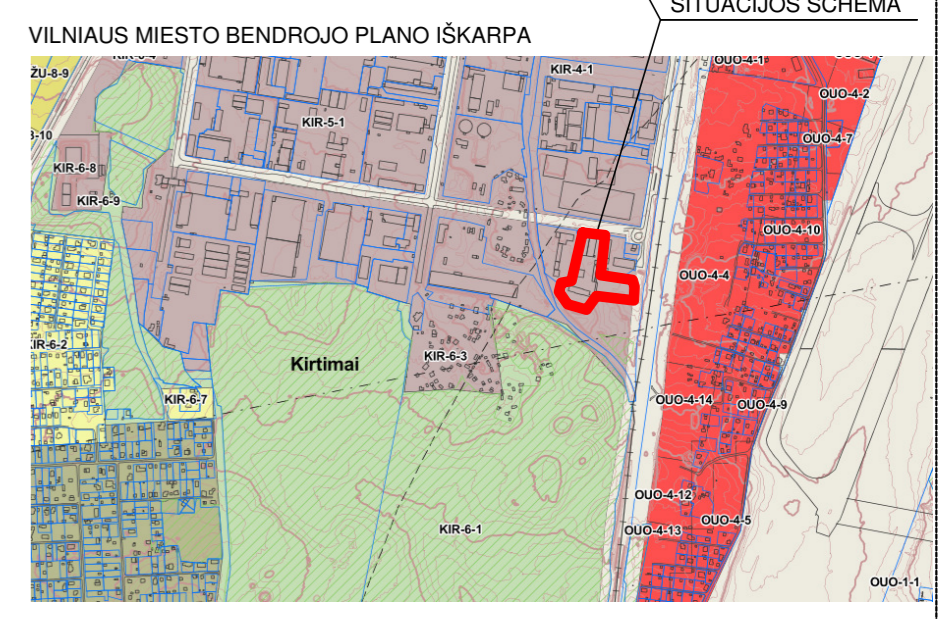 SITUACIJOS SCHEMA
VILNIAUS MIESTO BENDROJO PLANO IŠKARPA
ŽU-8-9
KIR-4-1
OUO-4-1
OUO-4-2
KIR-5-1
OUO-4-7
KIR-6-8
KIR-6-9
OUO-4-10
OUO-4-4
KIR-6-2
Kirtimai
KIR-6-3
KIR-6-7
OUO-4-14
OUO-4-9
OUO-4-12
OUO-4-5
KIR-6-1
OUO-4-13
OUO-1-1